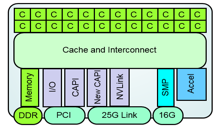 C C C C C C C C C C C C
C C C C C C C C C C C C
Cache and Interconnect
Memory
I/O
CAPI
New CAPI
NVLink
SMP
Accel
DDR
PCI
25G Link
16G